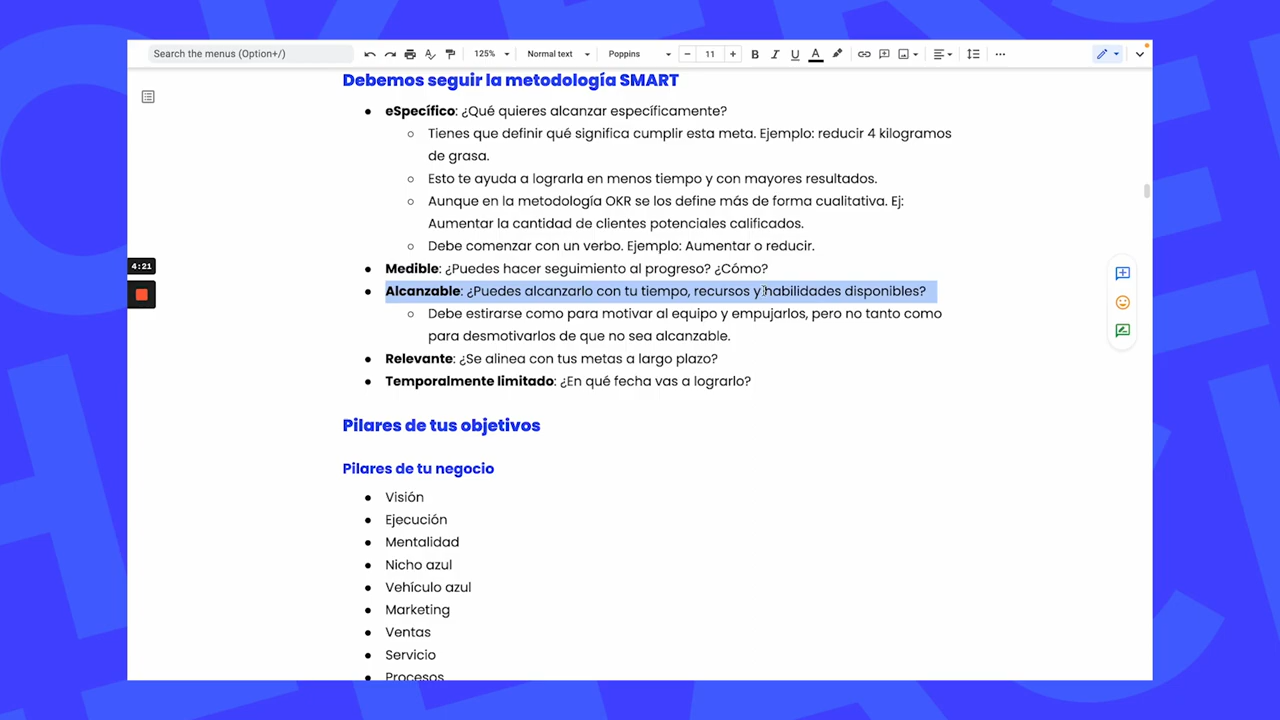 Search the menus (Option+/)
125%
Normal text
Poppins
11
B
I
U
A
Debemos seguir la metodología SMART
eSpecífico: ¿Qué quieres alcanzar específicamente?
Tienes que definir qué significa cumplir esta meta. Ejemplo: reducir 4 kilogramos
de grasa.
Esto te ayuda a lograrla en menos tiempo y con mayores resultados.
Aunque en la metodología OKR se los define más de forma cualitativa. Ej:
Aumentar la cantidad de clientes potenciales calificados.
Debe comenzar con un verbo. Ejemplo: Aumentar o reducir.
4:21
Medible: ¿Puedes hacer seguimiento al progreso? ¿Cómo?
Alcanzable: ¿Puedes alcanzarlo con tu tiempo, recursos y habilidades disponibles?
Debe estirarse como para motivar al equipo y empujarlos, pero no tanto como
para desmotivarlos de que no sea alcanzable.
Relevante: ¿Se alinea con tus metas a largo plazo?
Temporalmente limitado: ¿En qué fecha vas a lograrlo?
Pilares de tus objetivos
Pilares de tu negocio
Visión
Ejecución
Mentalidad
Nicho azul
Vehículo azul
Marketing
Ventas
Servicio
Procesos